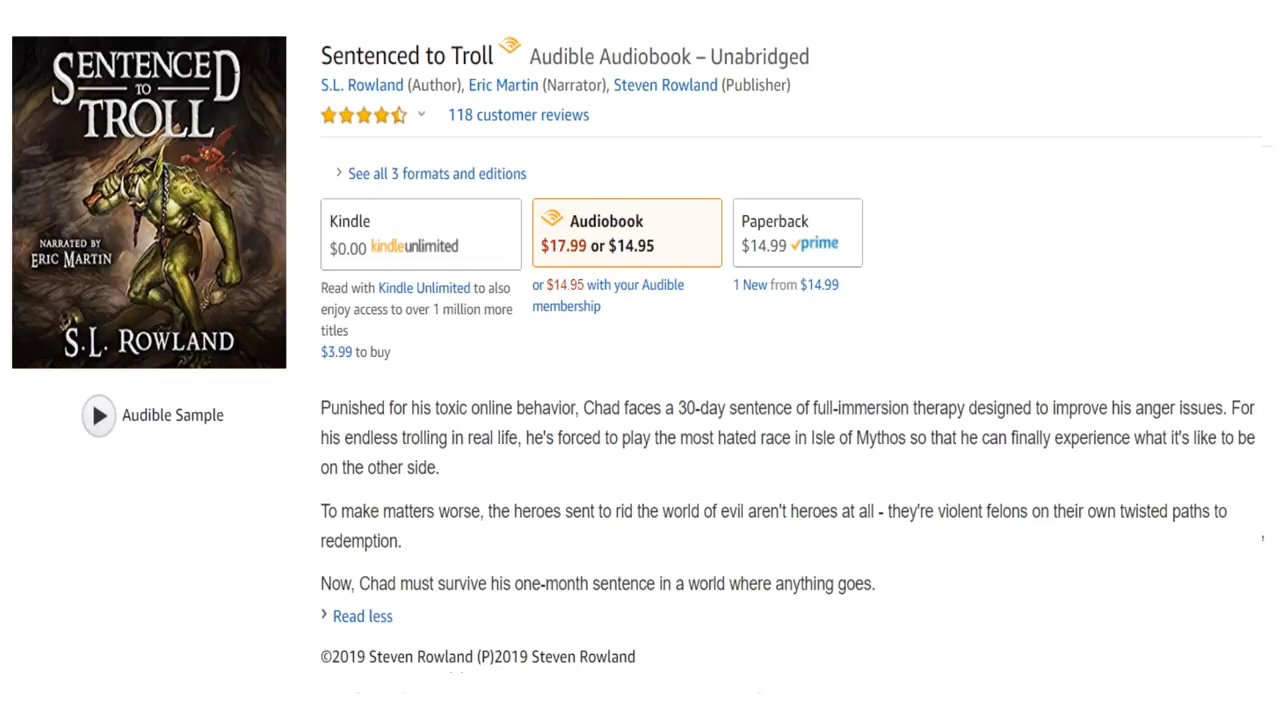 SENTENCED
TO
TROLL
NARRATED BY
ERIC MARTIN
S.L. ROWLAND
Audible Sample
Sentenced to Troll Audible Audiobook – Unabridged
S.L. Rowland (Author), Eric Martin (Narrator), Steven Rowland (Publisher)
118 customer reviews
See all 3 formats and editions
Kindle
$0.00 kindleunlimited
Read with Kindle Unlimited to also
enjoy access to over 1 million more
titles
$3.99 to buy
Audiobook
$17.99 or $14.95
or $14.95 with your Audible
membership
Paperback
$14.99 prime
1 New from $14.99
Punished for his toxic online behavior, Chad faces a 30-day sentence of full-immersion therapy designed to improve his anger issues. For
his endless trolling in real life, he's forced to play the most hated race in Isle of Mythos so that he can finally experience what it's like to be
on the other side.
To make matters worse, the heroes sent to rid the world of evil aren't heroes at all - they're violent felons on their own twisted paths to
redemption.
Now, Chad must survive his one-month sentence in a world where anything goes.
Read less
©2019 Steven Rowland (P)2019 Steven Rowland